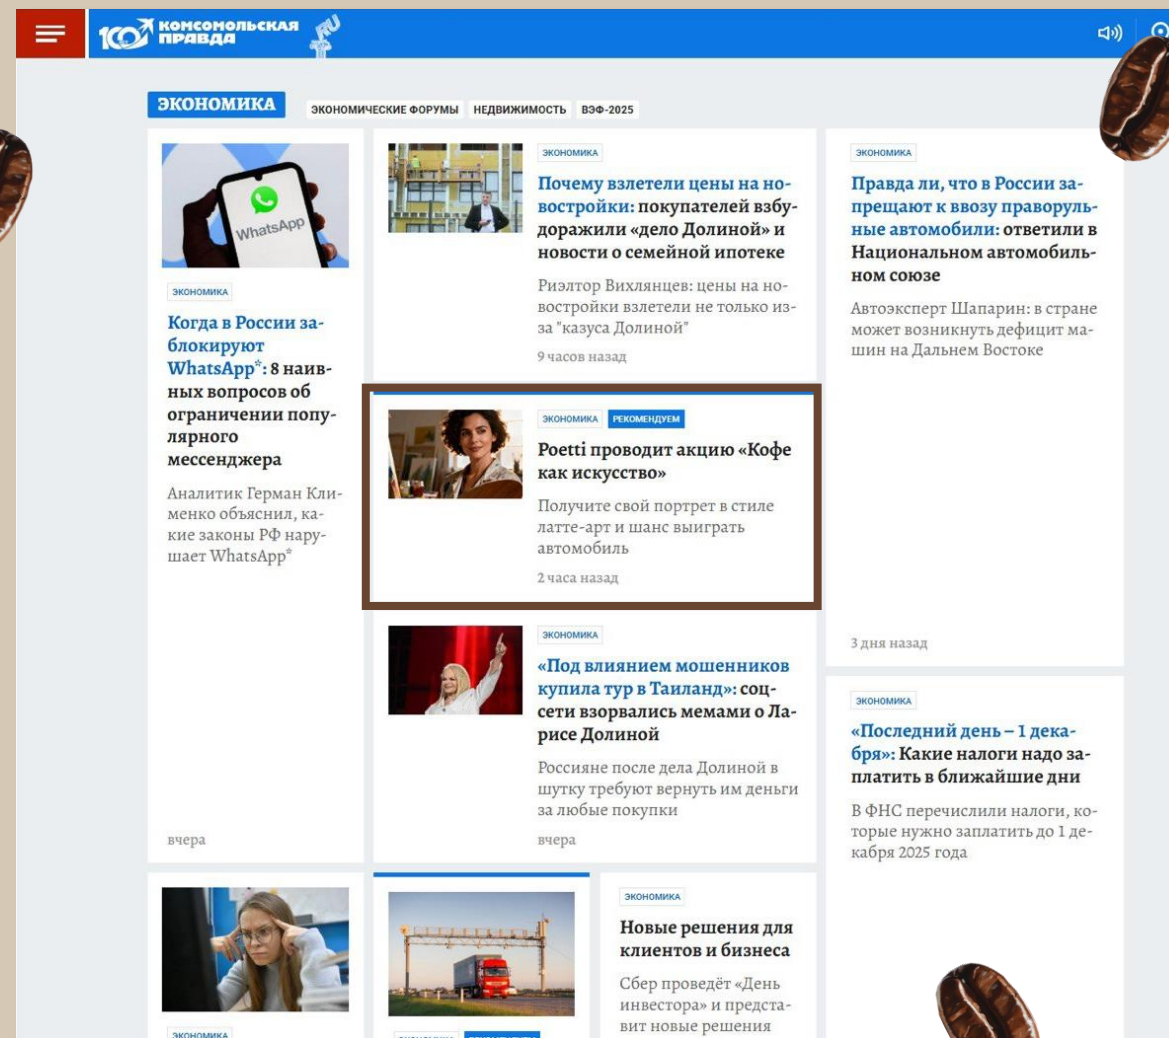 100
КОМСОМОЛЬСКАЯ
ПРАВДА
.RU
ЭКОНОМИКА
ЭКОНОМИЧЕСКИЕ ФОРУМЫ НЕДВИЖИМОСТЬ ВЭФ-2025
WhatsApp
ЭКОНОМИКА
Когда в России за-
блокируют
WhatsApp*: 8 наив-
ных вопросов об
ограничении попу-
лярного
мессенджера
Аналитик Герман Кли-
менко объяснил, ка-
кие законы РФ нару-
шает WhatsApp*
вчера
ЭКОНОМИКА
Почему взлетели цены на но-
востройки: покупателей взбу-
доражили «дело Долиной» и
новости о семейной ипотеке
Риэлтор Вихлянцев: цены на но-
востройки взлетели не только из-
за "казуса Долиной"
9 часов назад
ЭКОНОМИКА РЕКОМЕНДУЕМ
Poetti проводит акцию «Кофе
как искусство»
Получите свой портрет в стиле
латте-арт и шанс выиграть
автомобиль
2 часа назад
ЭКОНОМИКА
«Под влиянием мошенников
купила тур в Таиланд»: соц-
сети взорвались мемами о Ла-
рисе Долиной
Россияне после дела Долиной в
шутку требуют вернуть им деньги
за любые покупки
вчера
ЭКОНОМИКА
Правда ли, что в России за-
прещают к ввозу праворуль-
ные автомобили: ответили в
Национальном автомобиль-
ном союзе
Автоэксперт Шапарин: в стране
может возникнуть дефицит ма-
шин на Дальнем Востоке
3 дня назад
ЭКОНОМИКА
«Последний день – 1 дека-
бря»: Какие налоги надо за-
платить в ближайшие дни
В ФНС перечислили налоги, ко-
торые нужно заплатить до 1 де-
кабря 2025 года
ЭКОНОМИКА
ЭКОНОМИКА РЕКОМЕНДУЕМ
ЭКОНОМИКА
Новые решения для
клиентов и бизнеса
Сбер проведёт «День
инвестора» и предста-
вит новые решения